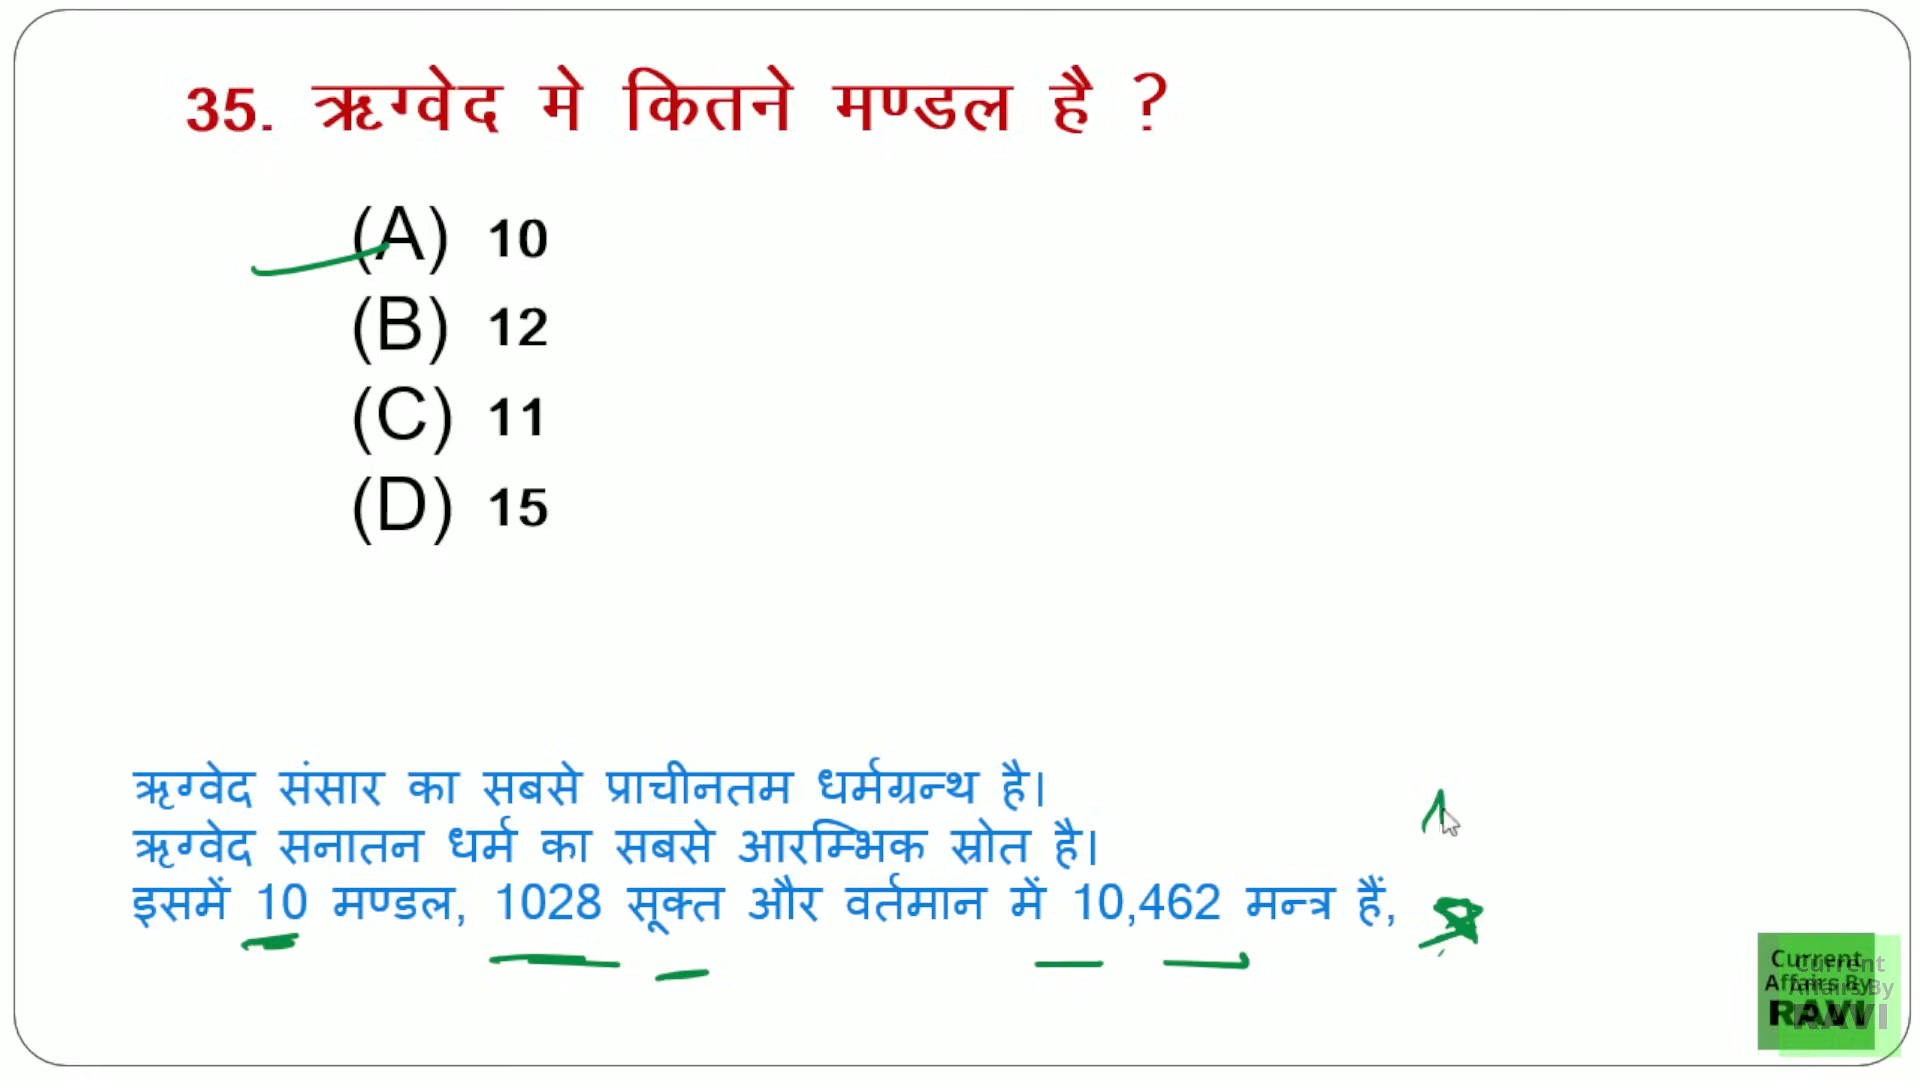 35. ऋग्वेद मे कितने मण्डल है ?
(A) 10
(B) 12
(C) 11
(D) 15
ऋग्वेद संसार का सबसे प्राचीनतम धर्मग्रन्थ है।
ऋग्वेद सनातन धर्म का सबसे आरम्भिक स्रोत है।
इसमें 10 मण्डल, 1028 सूक्त और वर्तमान में 10,462 मन्त्र हैं,
Current
Affairs By
RAVI